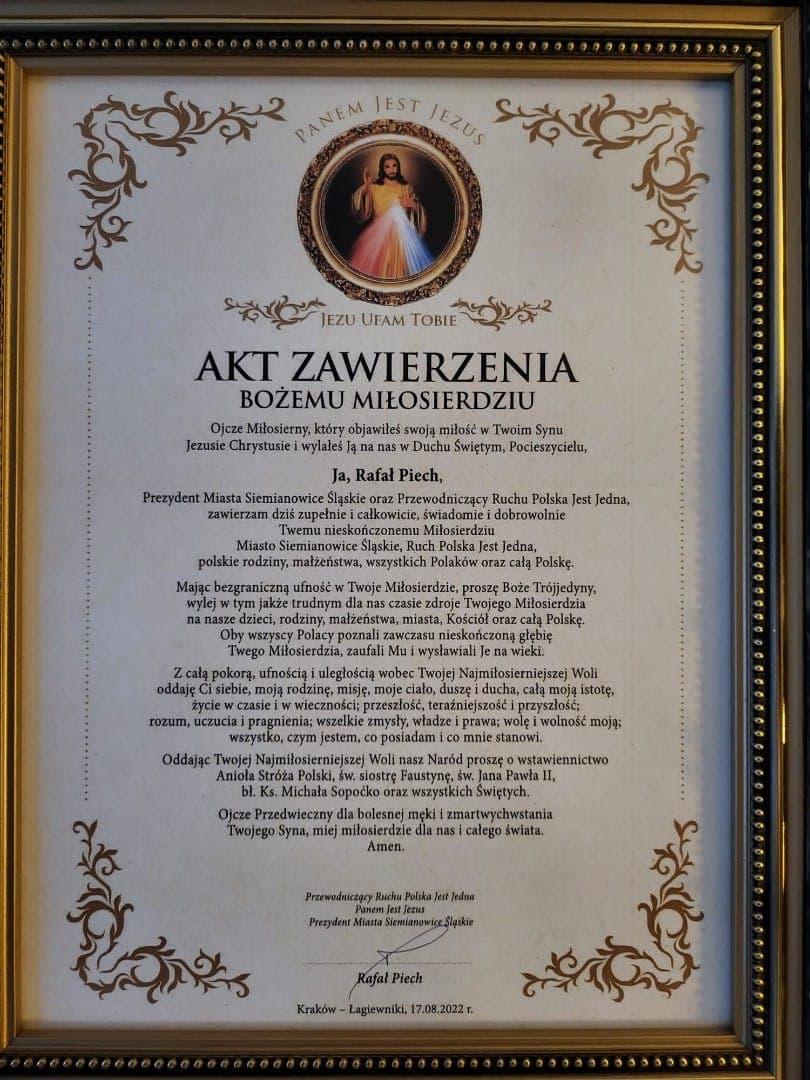 PANEM JEST JEZUS
JEZU UFAM TOBIE
AKT ZAWIERZENIA
BOŻEMU MIŁOSIERDZIU
Ojcze Miłosierny, który objawiłeś swoją miłość w Twoim Synu
Jezusie Chrystusie i wylałeś Ją na nas w Duchu Świętym, Pocieszycielu,
Ja, Rafał Piech,
Prezydent Miasta Siemianowice Śląskie oraz Przewodniczący Ruchu Polska Jest Jedna,
zawierzam dziś zupełnie i całkowicie, świadomie i dobrowolnie
Twemu nieskończonemu Miłosierdziu
Miasto Siemianowice Śląskie, Ruch Polska Jest Jedna,
polskie rodziny, małżeństwa, wszystkich Polaków oraz całą Polskę.
Mając bezgraniczną ufność w Twoje Miłosierdzie, proszę Boże Trójjedyny,
wylej w tym jakże trudnym dla nas czasie zdroje Twojego Miłosierdzia
na nasze dzieci, rodziny, małżeństwa, miasta, Kościół oraz całą Polskę.
Oby wszyscy Polacy poznali zawczasu nieskończoną głębię
Twego Miłosierdzia, zaufali Mu i wysławiali Je na wieki.
Z całą pokorą, ufnością i uległością wobec Twojej Najmiłosierniejszej Woli
oddaję Ci siebie, moją rodzinę, misję, moje ciało, duszę i ducha, całą moją istotę,
życie w czasie i w wieczności; przeszłość, teraźniejszość i przyszłość;
rozum, uczucia i pragnienia; wszelkie zmysły, władze i prawa; wolę i wolność moją;
wszystko, czym jestem, co posiadam i co mnie stanowi.
Oddając Twojej Najmiłosierniejszej Woli nasz Naród proszę o wstawiennictwo
Anioła Stróża Polski, św. siostrę Faustynę, św. Jana Pawła II,
bł. Ks. Michała Sopoćko oraz wszystkich Świętych.
Ojcze Przedwieczny dla bolesnej męki i zmartwychwstania
Twojego Syna, miej miłosierdzie dla nas i całego świata.
Amen.
Przewodniczący Ruchu Polska Jest Jedna
Panem Jest Jezus
Prezydent Miasta Siemianowice Śląskie
Rafał Piech
Kraków – Łagiewniki, 17.08.2022 r.